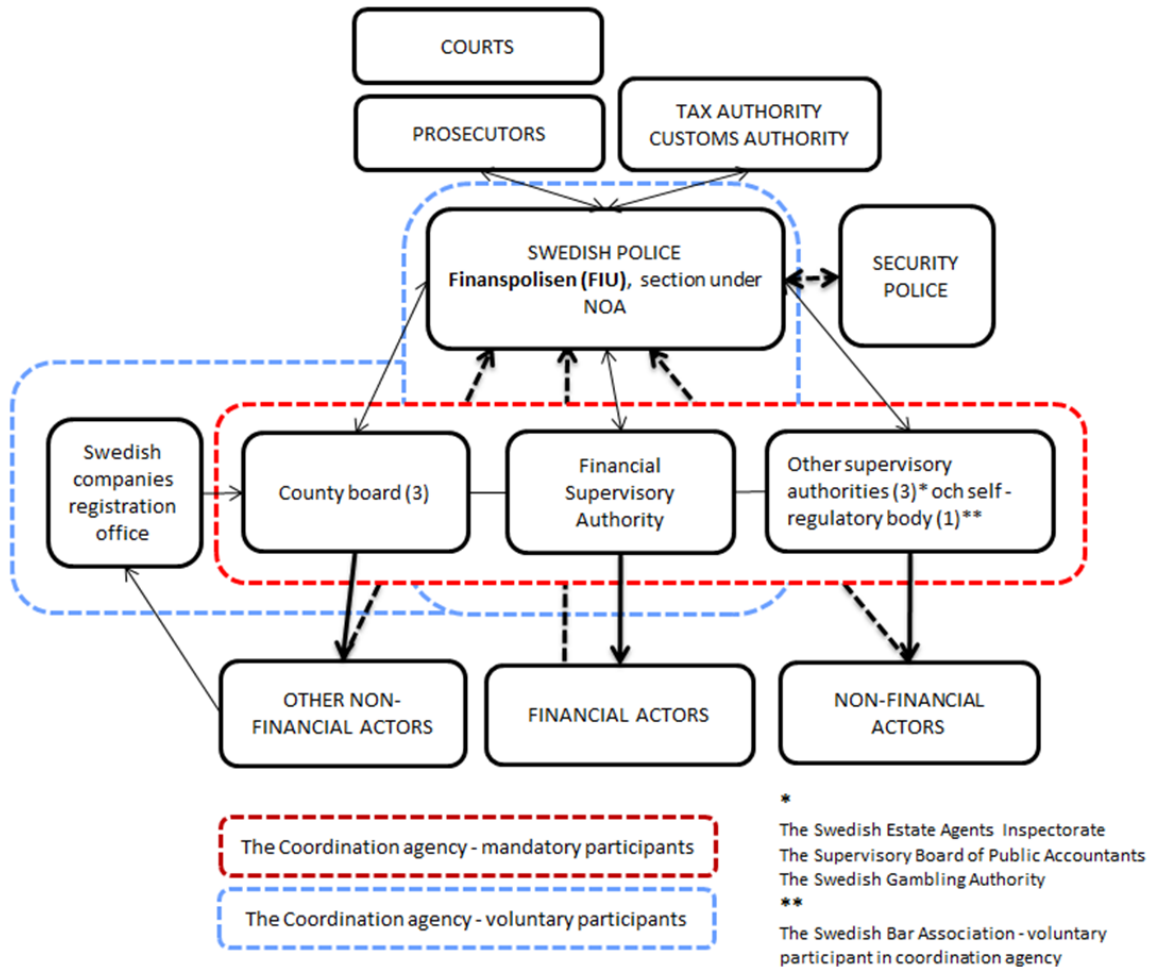 COURTS
PROSECUTORS
TAX AUTHORITY
CUSTOMS AUTHORITY
SWEDISH POLICE
Finanspolisen (FIU), section under
NOA
SECURITY
POLICE
Swedish
companies
registration
office
County board (3)
Financial
Supervisory
Authority
Other supervisory
authorities (3)* och self -
regulatory body (1)**
OTHER NON-
FINANCIAL ACTORS
FINANCIAL ACTORS
NON-FINANCIAL
ACTORS
The Coordination agency - mandatory participants
The Coordination agency - voluntary participants
*
The Swedish Estate Agents Inspectorate
The Supervisory Board of Public Accountants
The Swedish Gambling Authority
**
The Swedish Bar Association - voluntary
participant in coordination agency